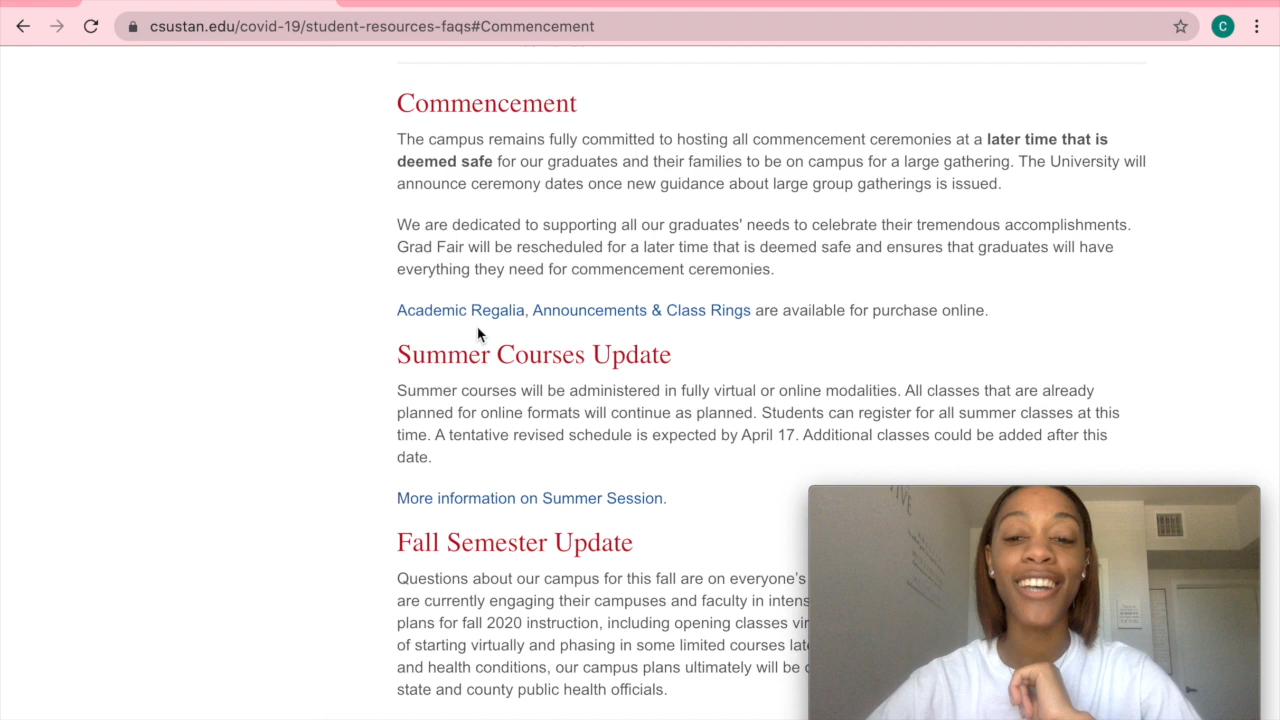 csustan.edu/covid-19/student-resources-faqs#Commencement
C
Commencement
The campus remains fully committed to hosting all commencement ceremonies at a later time that is
deemed safe for our graduates and their families to be on campus for a large gathering. The University will
announce ceremony dates once new guidance about large group gatherings is issued.
We are dedicated to supporting all our graduates' needs to celebrate their tremendous accomplishments.
Grad Fair will be rescheduled for a later time that is deemed safe and ensures that graduates will have
everything they need for commencement ceremonies.
Academic Regalia, Announcements & Class Rings are available for purchase online.
Summer Courses Update
Summer courses will be administered in fully virtual or online modalities. All classes that are already
planned for online formats will continue as planned. Students can register for all summer classes at this
time. A tentative revised schedule is expected by April 17. Additional classes could be added after this
date.
More information on Summer Session.
Fall Semester Update
Questions about our campus for this fall are on everyone's
are currently engaging their campuses and faculty in intens
plans for fall 2020 instruction, including opening classes vir
of starting virtually and phasing in some limited courses late
and health conditions, our campus plans ultimately will be
state and county public health officials.